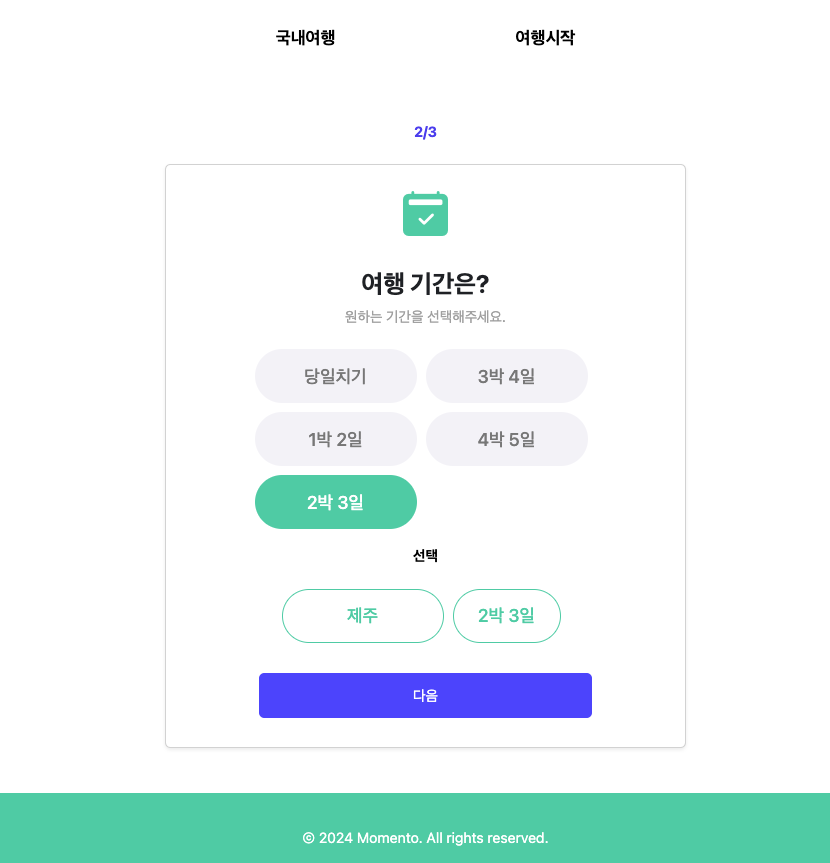 국내여행 여행시작
2/3
여행 기간은?
원하는 기간을 선택해주세요.
당일치기 3박 4일
1박 2일 4박 5일
2박 3일
선택
제주 2박 3일
다음
© 2024 Momento. All rights reserved.